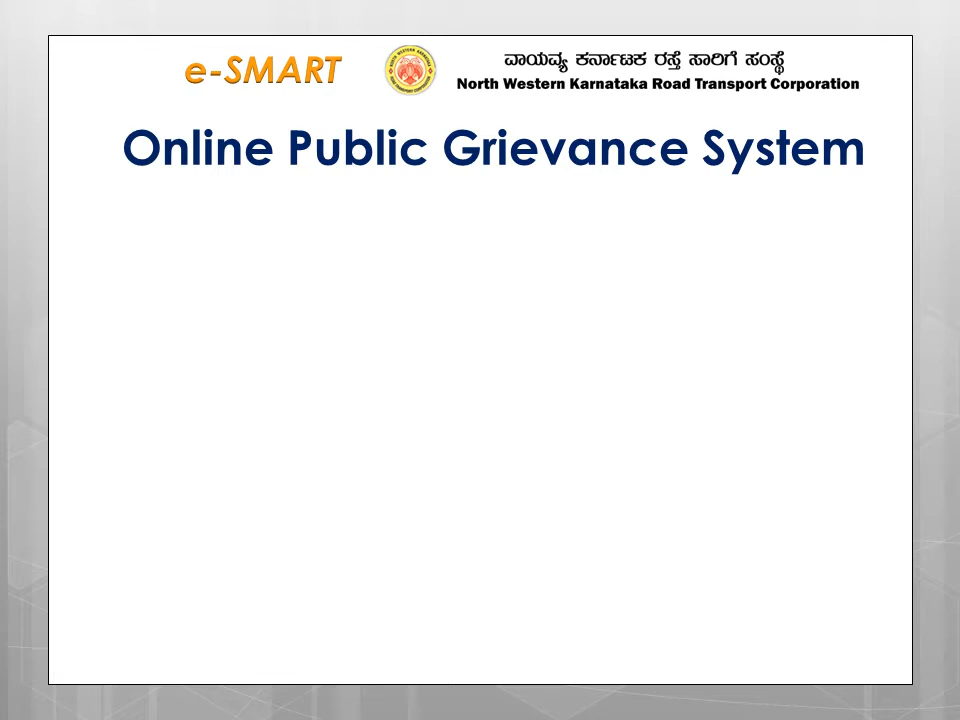 e-SMART
ವಾಯವ್ಯ ಕರ್ನಾಟಕ ರಸ್ತೆ ಸಾರಿಗೆ ಸಂಸ್ಥೆ
North Western Karnataka Road Transport Corporation
Online Public Grievance System